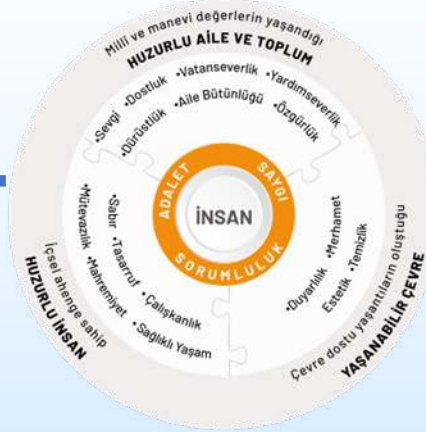 Millî ve manevi değerlerin yaşandığı
HUZURLU AİLE VE TOPLUM
•Sevgi •Dostluk •Vatanseverlik •Yardımseverlik
•Dürüstlük •Aile Bütünlüğü •Özgürlük
ADALET
SAYGI
SORUMLULUK
İNSAN
•Mütevazılık •Mahremiyet •Sağlıklı Yaşam
•Sabır •Tasarruf •Çalışkanlık
İçsel ahenge sahip
HUZURLU İNSAN
•Duyarlılık •Merhamet
Estetik •Temizlik
Çevre dostu yaşantıların oluştuğu
YAŞANABİLİR ÇEVRE